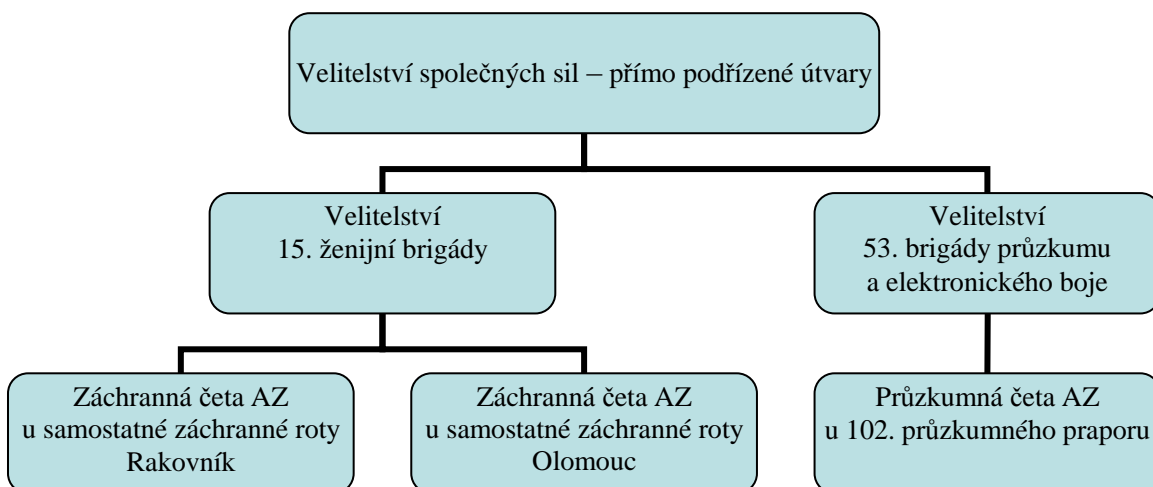 Velitelství společných sil – přímo podřízené útvary
Velitelství
15. ženijní brigády
Velitelství
53. brigády průzkumu
a elektronického boje
Záchranná četa AZ
u samostatné záchranné roty
Rakovník
Záchranná četa AZ
u samostatné záchranné roty
Olomouc
Průzkumná četa AZ
u 102. průzkumného praporu